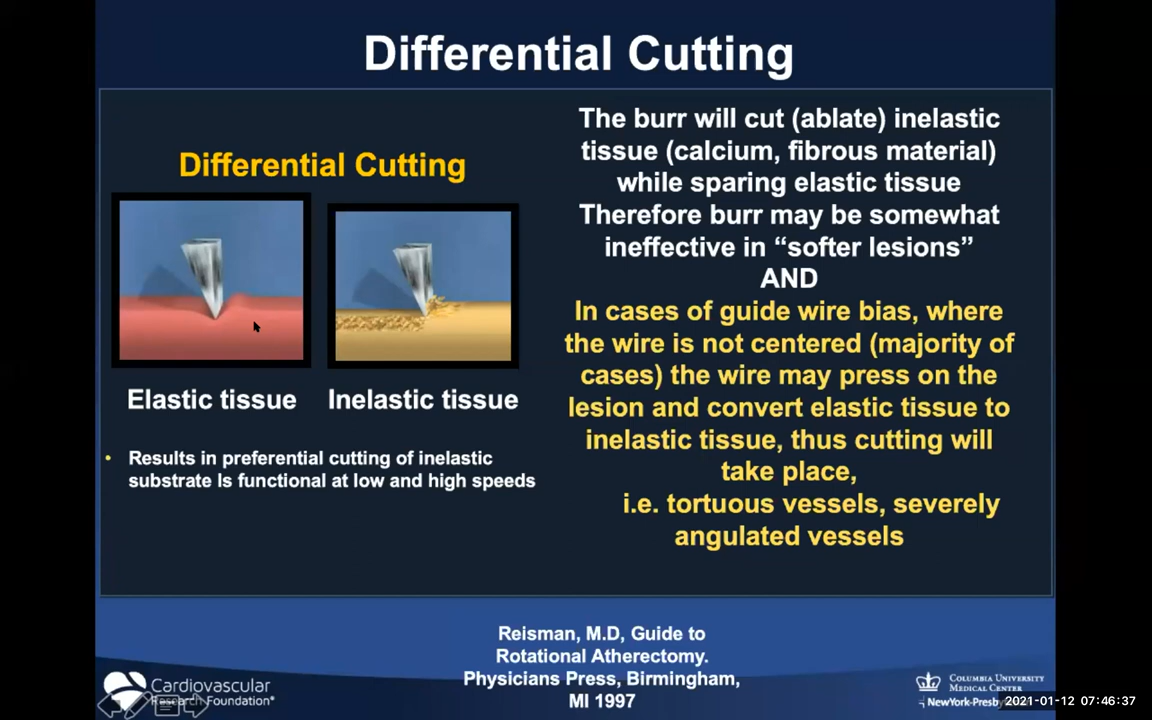 Differential Cutting
Differential Cutting
Elastic tissue
Inelastic tissue
• Results in preferential cutting of inelastic
substrate Is functional at low and high speeds
The burr will cut (ablate) inelastic
tissue (calcium, fibrous material)
while sparing elastic tissue
Therefore burr may be somewhat
ineffective in “softer lesions”
AND
In cases of guide wire bias, where
the wire is not centered (majority of
cases) the wire may press on the
lesion and convert elastic tissue to
inelastic tissue, thus cutting will
take place,
i.e. tortuous vessels, severely
angulated vessels
Reisman, M.D, Guide to
Rotational Atherectomy.
Physicians Press, Birmingham,
MI 1997
Cardiovascular
Research Foundation®
COLUMBIA UNIVERSITY
MEDICAL CENTER
NewYork-Presby
2021-01-12 07:46:37